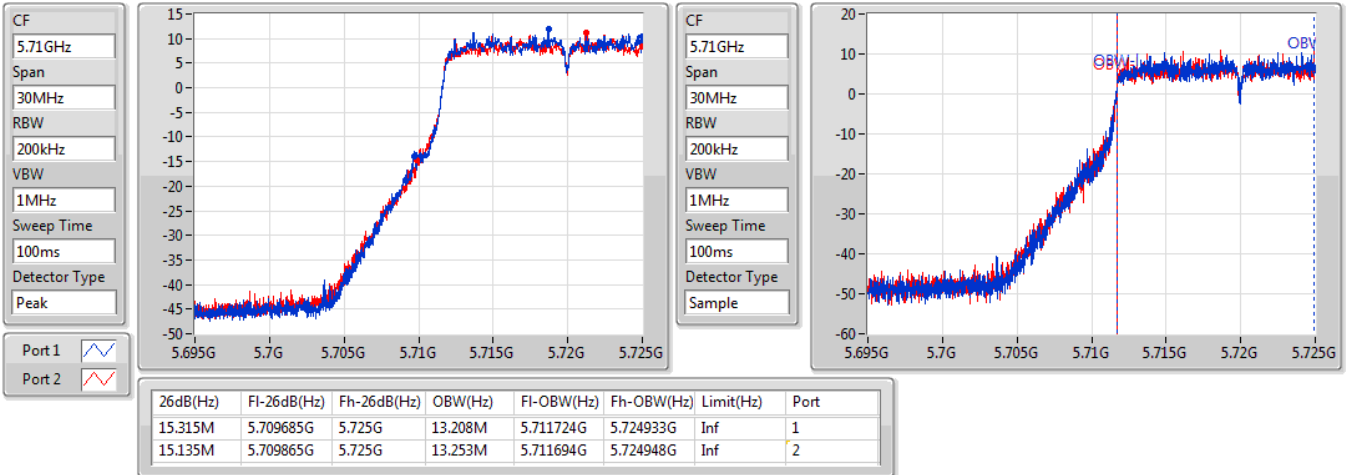 CF
5.71GHz
Span
30MHz
RBW
200kHz
VBW
1MHz
Sweep Time
100ms
Detector Type
Peak
15
10
5
0
-5
-10
-15
-20
-25
-30
-35
-40
-45
-50
5.695G 5.7G 5.705G 5.71G 5.715G 5.72G 5.725G
CF
5.71GHz
Span
30MHz
RBW
200kHz
VBW
1MHz
Sweep Time
100ms
Detector Type
Sample
20
10
0
-10
-20
-30
-40
-50
-60
OBW OBW
5.695G 5.7G 5.705G 5.71G 5.715G 5.72G 5.725G
Port 1
Port 2
26dB(Hz) Fl-26dB(Hz) Fh-26dB(Hz) OBW(Hz) Fl-OBW(Hz) Fh-OBW(Hz) Limit(Hz) Port
15.315M 5.709685G 5.725G 13.208M 5.711724G 5.724933G Inf 1
15.135M 5.709865G 5.725G 13.253M 5.711694G 5.724948G Inf 2